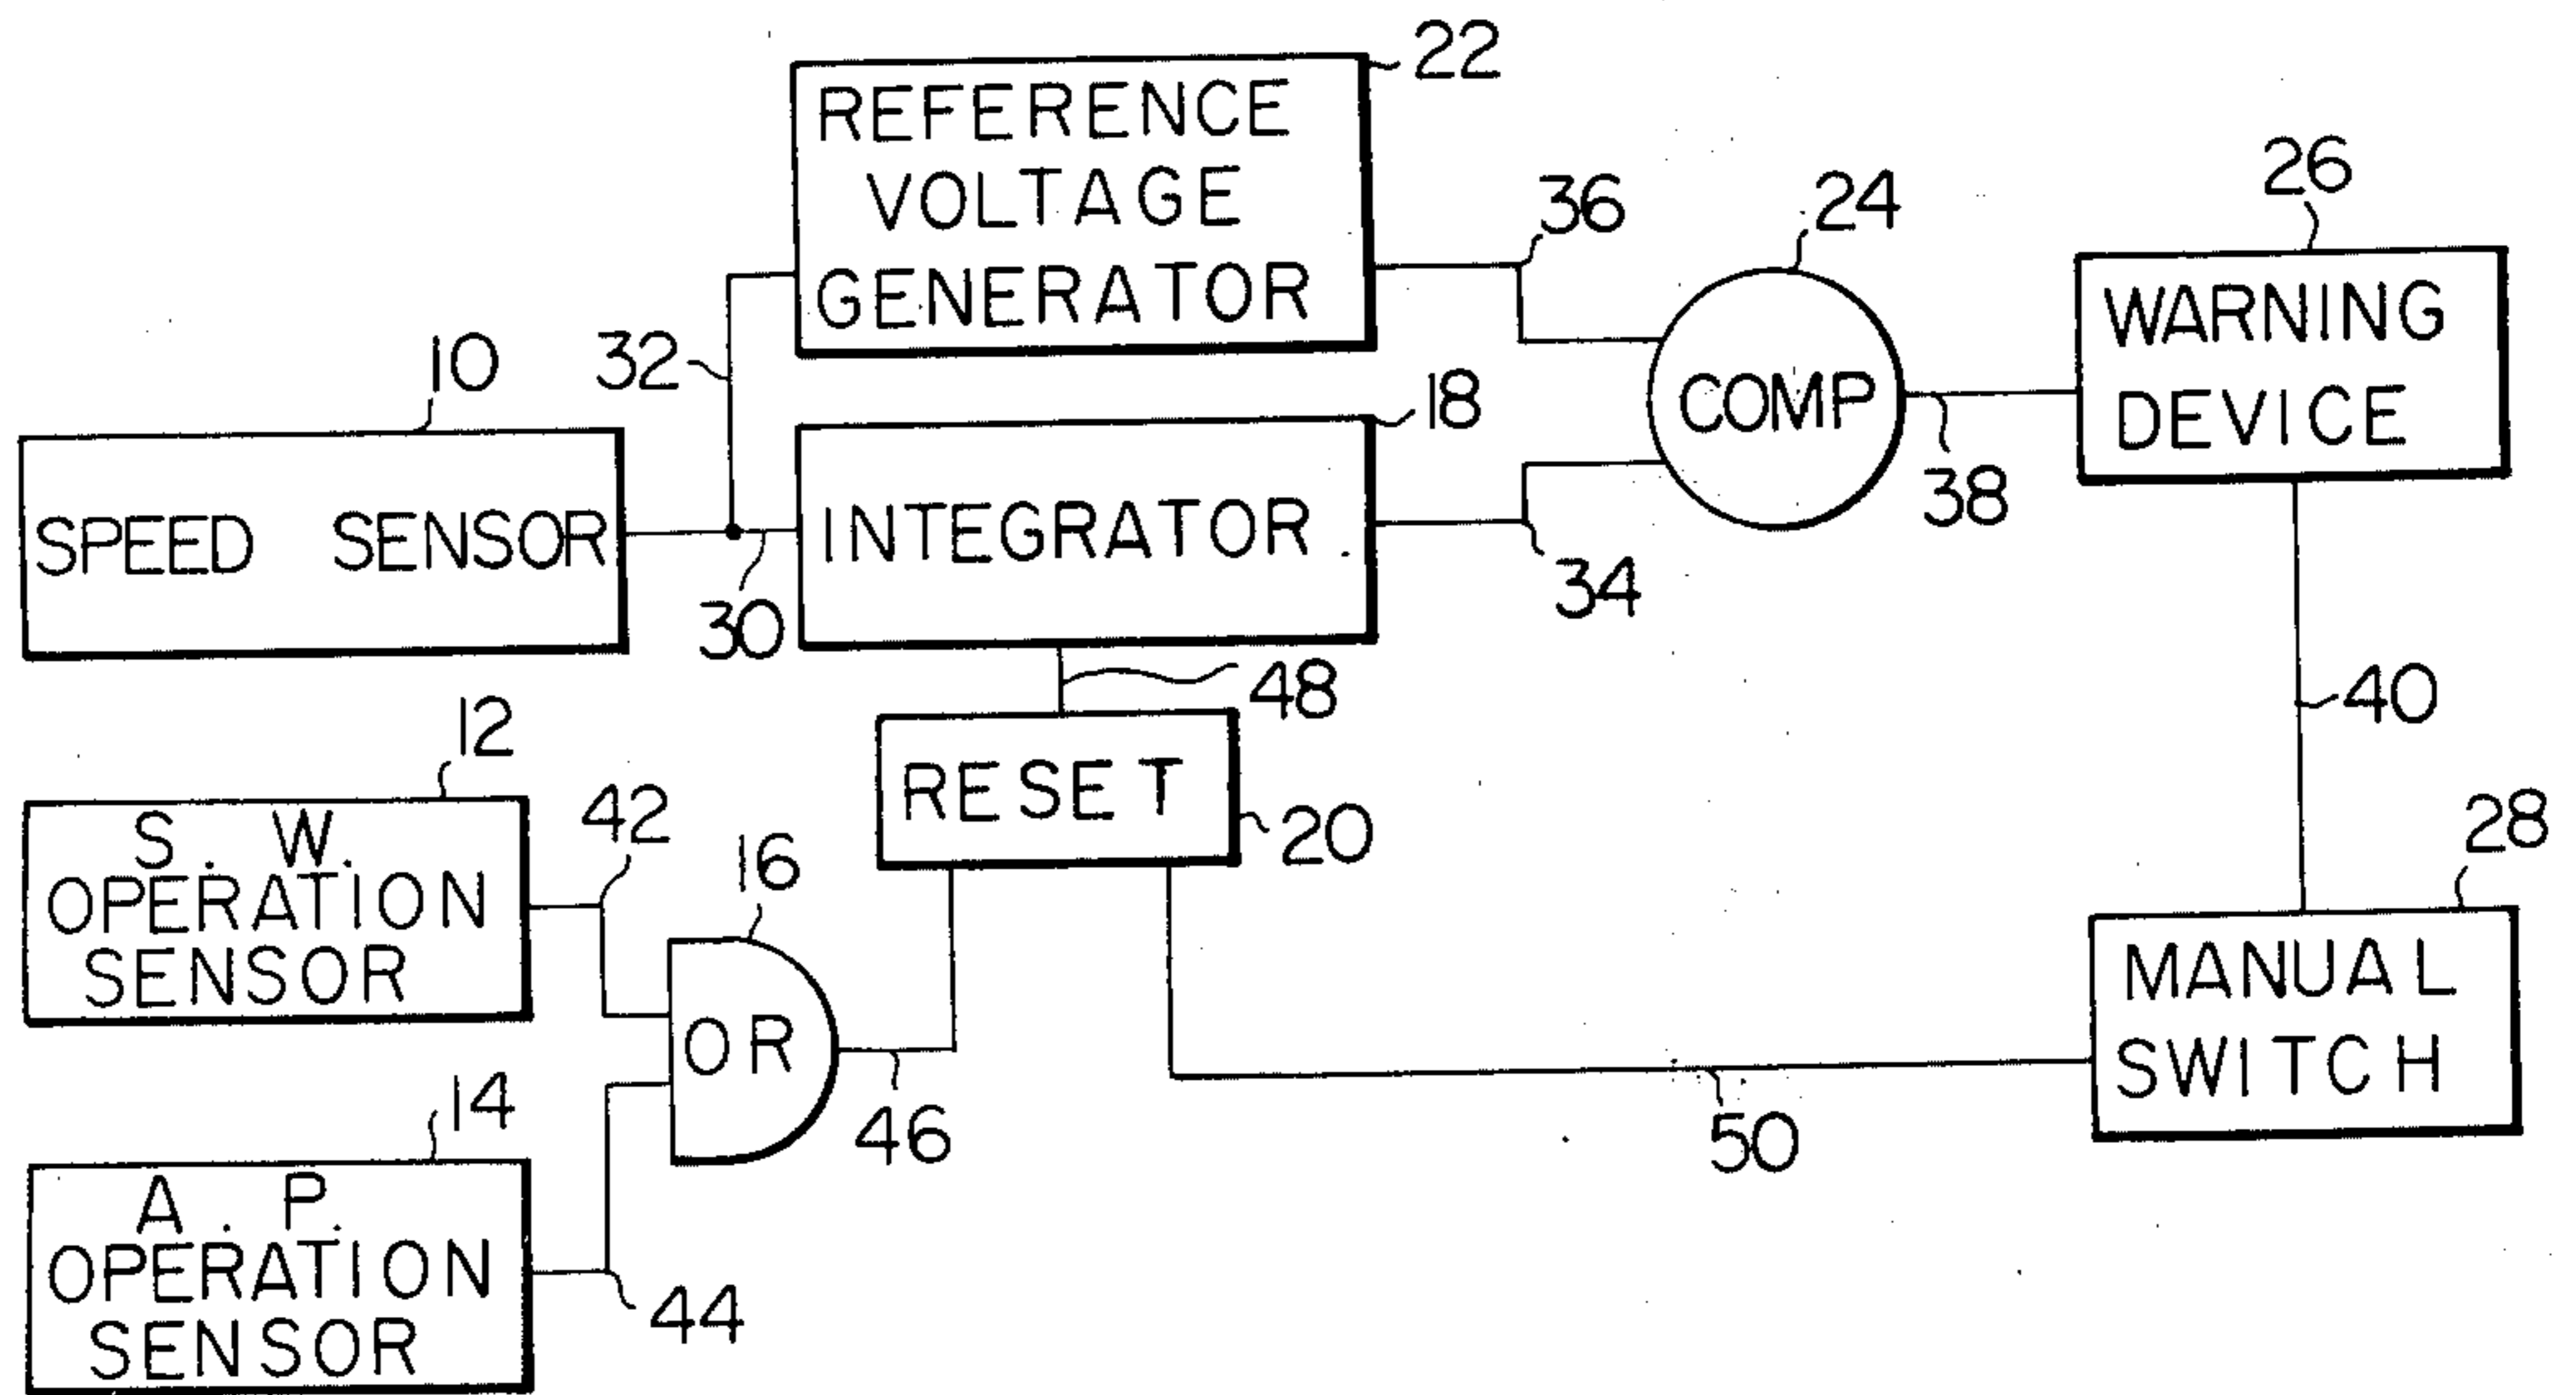 22
REFERENCE
VOLTAGE
GENERATOR
36
24
26
WARNING
DEVICE
COMP
38
10
32
SPEED SENSOR
30
18
INTEGRATOR
34
48
40
RESET
20
12
S. W.
OPERATION
SENSOR
42
16
OR
46
28
MANUAL
SWITCH
50
14
A. P.
OPERATION
SENSOR
44